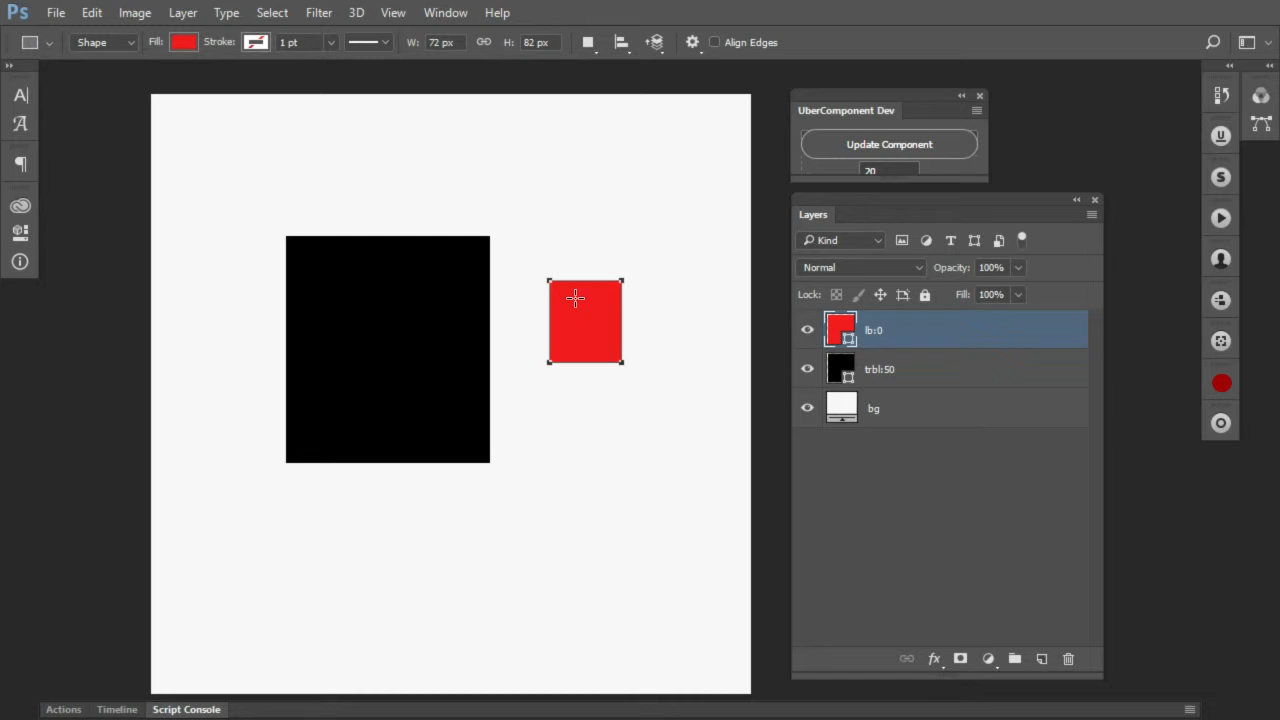 Ps File Edit Image Layer Type Select Filter 3D View Window Help
Shape Fill: Stroke: 1 pt W: 72 px H: 82 px Align Edges
UberComponent Dev
Update Component
20
Layers
Kind
Normal Opacity: 100%
Lock: Fill: 100%
lb:0
trbl:50
bg
Actions Timeline Script Console